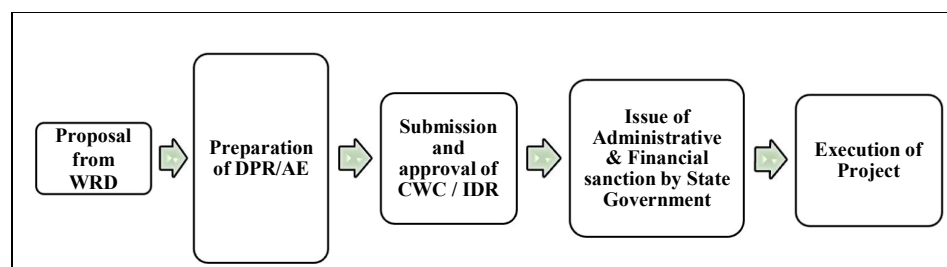 Proposal
from
WRD
Preparation
of DPR/AE
Submission
and
approval of
CWC / IDR
Issue of
Administrative
& Financial
sanction by State
Government
Execution of
Project